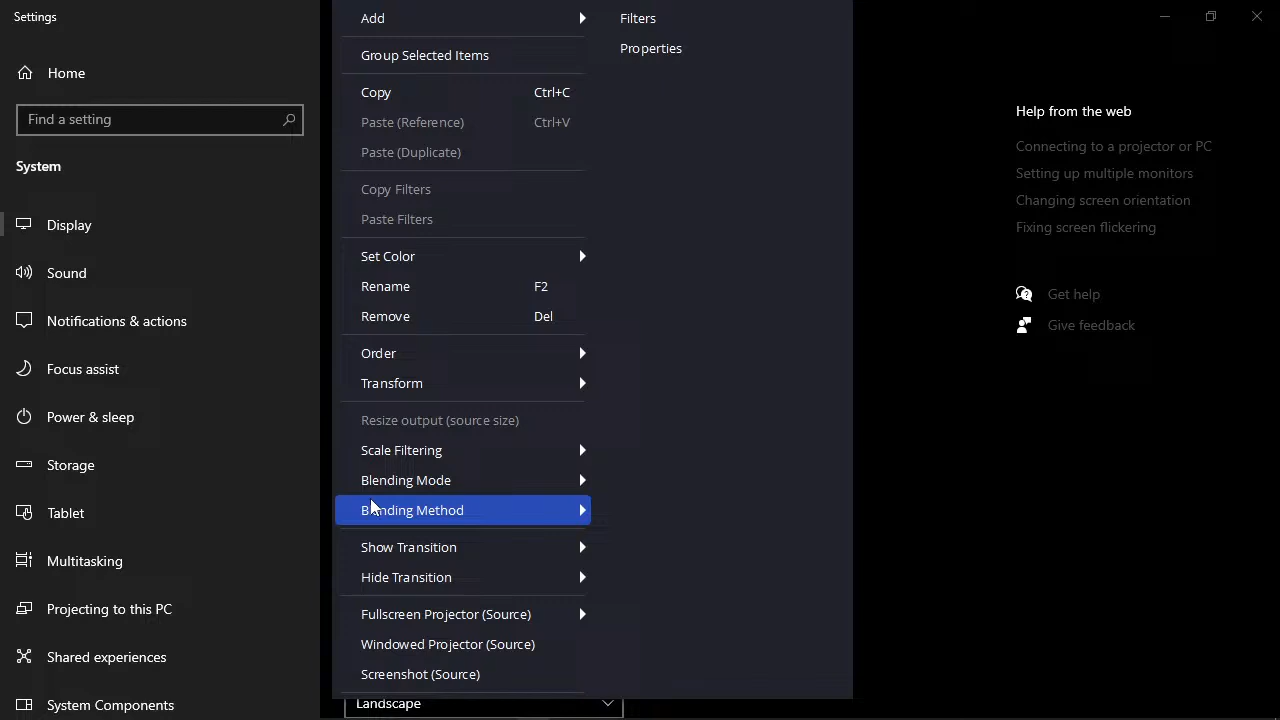 Settings
Home
Find a setting
System
Display
Sound
Notifications & actions
Focus assist
Power & sleep
Storage
Tablet
Multitasking
Projecting to this PC
Shared experiences
System Components
Add
Group Selected Items
Copy Ctrl+C
Paste (Reference) Ctrl+V
Paste (Duplicate)
Copy Filters
Paste Filters
Set Color
Rename F2
Remove Del
Order
Transform
Resize output (source size)
Scale Filtering
Blending Mode
Blending Method
Show Transition
Hide Transition
Fullscreen Projector (Source)
Windowed Projector (Source)
Screenshot (Source)
Landscape
Filters
Properties
Help from the web
Connecting to a projector or PC
Setting up multiple monitors
Changing screen orientation
Fixing screen flickering
Get help
Give feedback